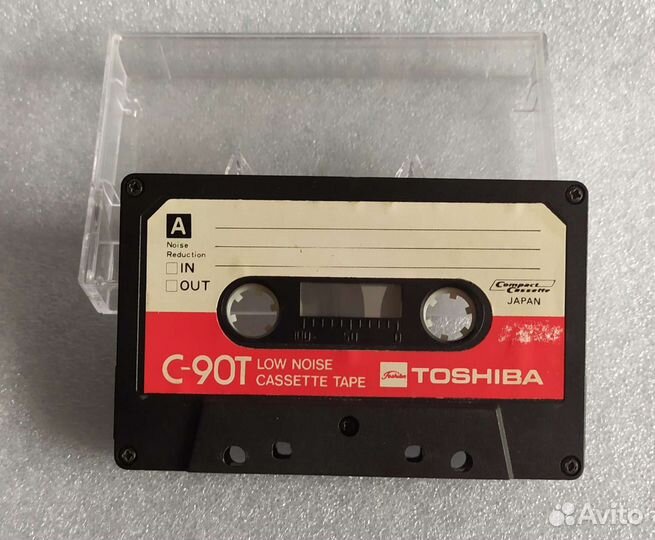 A
Noise
Reduction
IN
OUT
Compact
Cassette
JAPAN
100 50 0
C-90T
LOW NOISE
CASSETTE TAPE
Toshiba
TOSHIBA
Avito